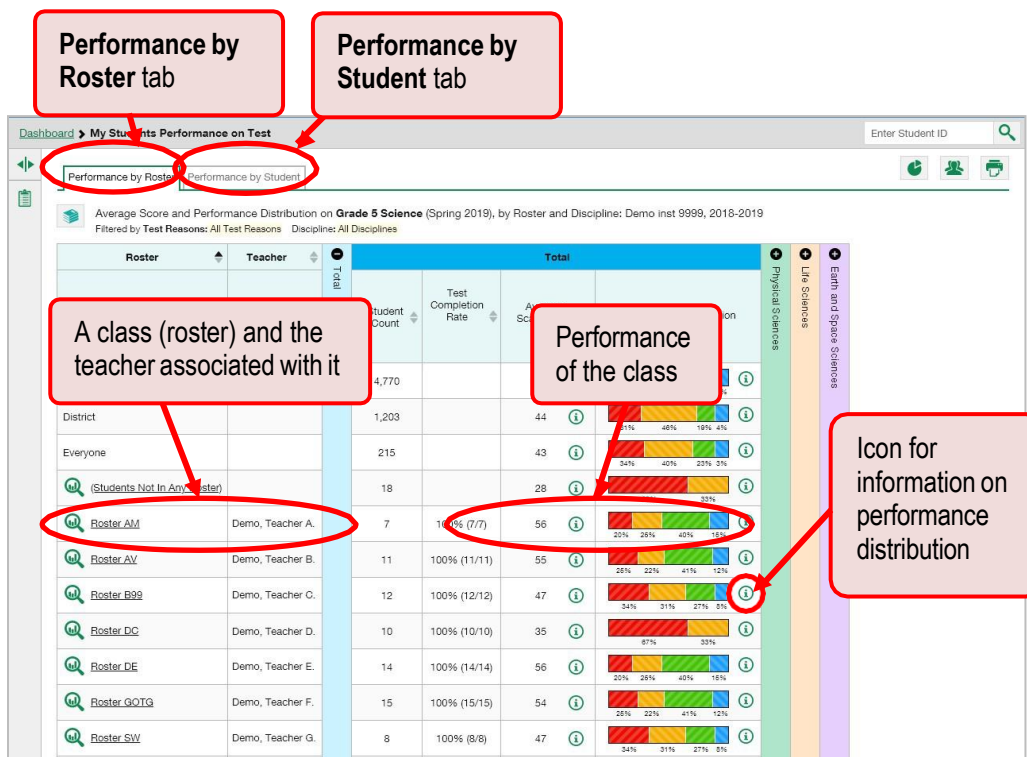 Performance by
Roster tab
Performance by
Student tab
Dashboard > My Students Performance on Test
Enter Student ID
Performance by Roster
Performance by Student
Average Score and Performance Distribution on Grade 5 Science (Spring 2019), by Roster and Discipline: Demo inst 9999, 2018-2019
Filtered by Test Reasons: All Test Reasons Discipline: All Disciplines
Roster Teacher Total Total
Student
Count
Test
Completion
Rate
Physical Sciences
Life Sciences
Earth and Space Sciences
A class (roster) and the
teacher associated with it
Performance
of the class
Icon for
information on
performance
distribution
4,770
District 1,203 44 46% 19% 4%
Everyone 215 43 34% 40% 23% 3%
(Students Not In Any Roster) 18 28 33%
Roster AM Demo, Teacher A. 7 100% (7/7) 56 20% 25% 40% 15%
Roster AV Demo, Teacher B. 11 100% (11/11) 55 25% 22% 41% 12%
Roster B99 Demo, Teacher C. 12 100% (12/12) 47 34% 31% 27% 8%
Roster DC Demo, Teacher D. 10 100% (10/10) 35 67% 33%
Roster DE Demo, Teacher E. 14 100% (14/14) 56 20% 25% 40% 15%
Roster GOTG Demo, Teacher F. 15 100% (15/15) 54 25% 22% 41% 12%
Roster SW Demo, Teacher G. 8 100% (8/8) 47 34% 31% 27% 8%